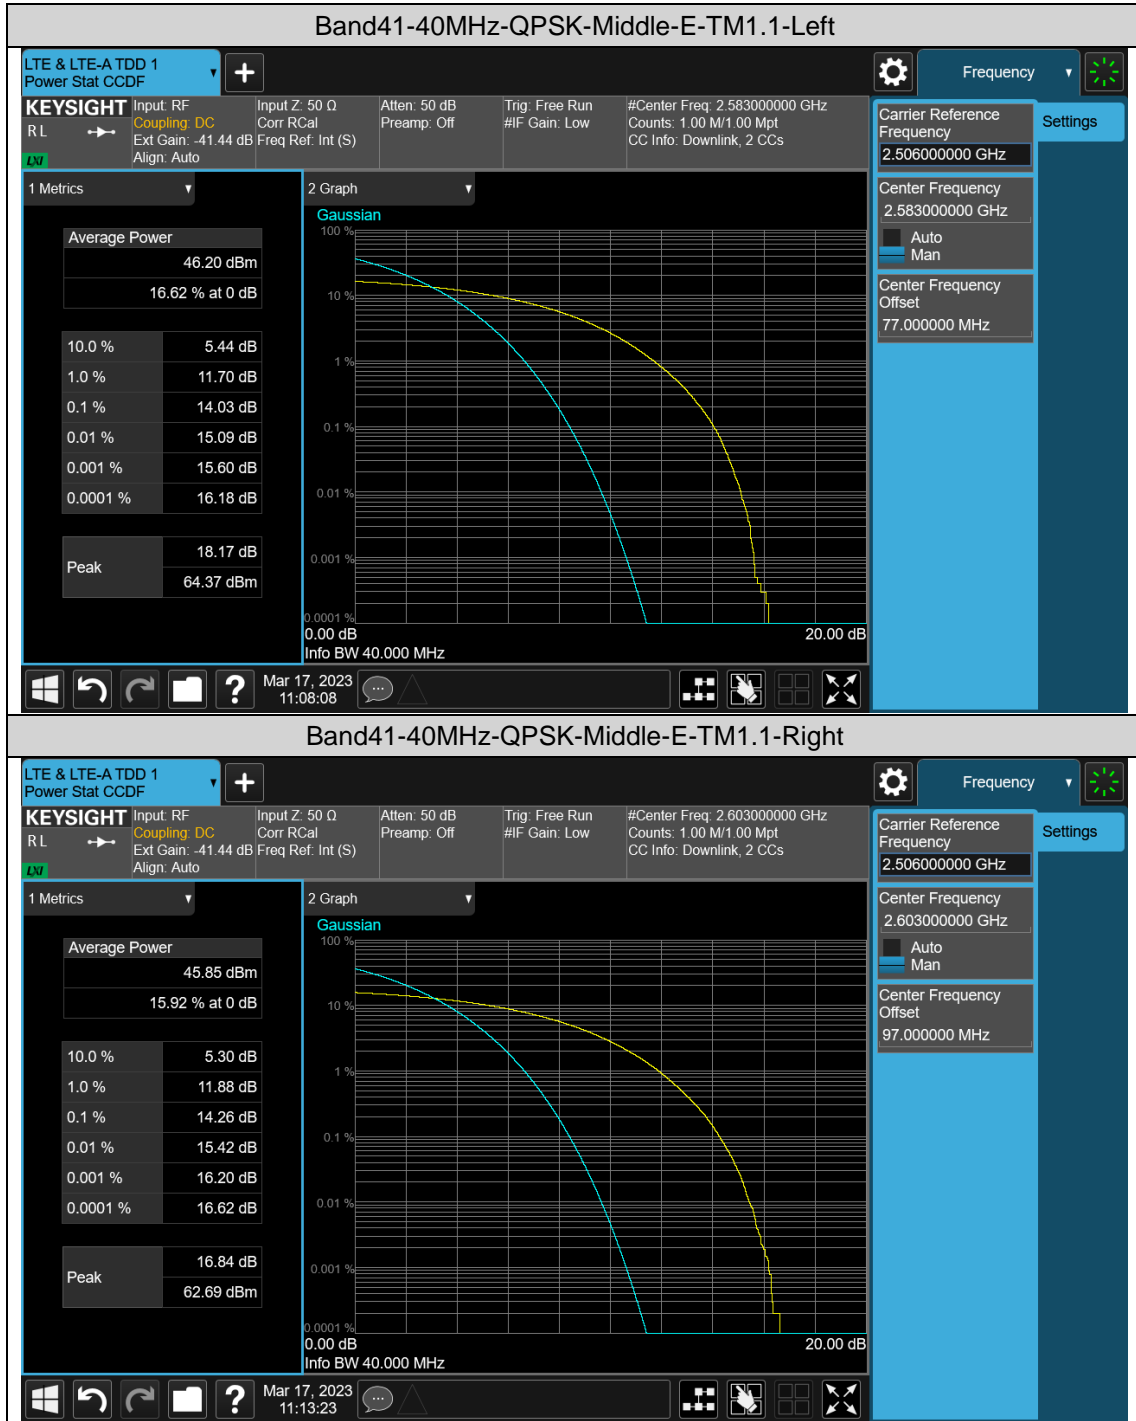 Band41-40MHz-QPSK-Middle-E-TM1.1-Left
LTE & LTE-A TDD 1
Power Stat CCDF
Frequency
KEYSIGHT
R L
LXI
Input: RF
Coupling: DC
Ext Gain: -41.44 dB
Align: Auto
Input Z: 50 Ω
Corr RCal
Freq Ref: Int (S)
Atten: 50 dB
Preamp: Off
Trig: Free Run
#IF Gain: Low
#Center Freq: 2.583000000 GHz
Counts: 1.00 M/1.00 Mpt
CC Info: Downlink, 2 CCs
Carrier Reference
Frequency
2.506000000 GHz
Settings
Center Frequency
2.583000000 GHz
Auto
Man
Center Frequency
Offset
77.000000 MHz
1 Metrics
Average Power
46.20 dBm
16.62 % at 0 dB
10.0 % 5.44 dB
1.0 % 11.70 dB
0.1 % 14.03 dB
0.01 % 15.09 dB
0.001 % 15.60 dB
0.0001 % 16.18 dB
Peak
18.17 dB
64.37 dBm
2 Graph
Gaussian
100 %
10 %
1 %
0.1 %
0.01 %
0.001 %
0.0001 %
0.00 dB
20.00 dB
Info BW 40.000 MHz
?
Mar 17, 2023
11:08:08
Band41-40MHz-QPSK-Middle-E-TM1.1-Right
LTE & LTE-A TDD 1
Power Stat CCDF
Frequency
KEYSIGHT
R L
LXI
Input: RF
Coupling: DC
Ext Gain: -41.44 dB
Align: Auto
Input Z: 50 Ω
Corr RCal
Freq Ref: Int (S)
Atten: 50 dB
Preamp: Off
Trig: Free Run
#IF Gain: Low
#Center Freq: 2.603000000 GHz
Counts: 1.00 M/1.00 Mpt
CC Info: Downlink, 2 CCs
Carrier Reference
Frequency
2.506000000 GHz
Settings
Center Frequency
2.603000000 GHz
Auto
Man
Center Frequency
Offset
97.000000 MHz
1 Metrics
Average Power
45.85 dBm
15.92 % at 0 dB
10.0 % 5.30 dB
1.0 % 11.88 dB
0.1 % 14.26 dB
0.01 % 15.42 dB
0.001 % 16.20 dB
0.0001 % 16.62 dB
Peak
16.84 dB
62.69 dBm
2 Graph
Gaussian
100 %
10 %
1 %
0.1 %
0.01 %
0.001 %
0.0001 %
0.00 dB
20.00 dB
Info BW 40.000 MHz
?
Mar 17, 2023
11:13:23